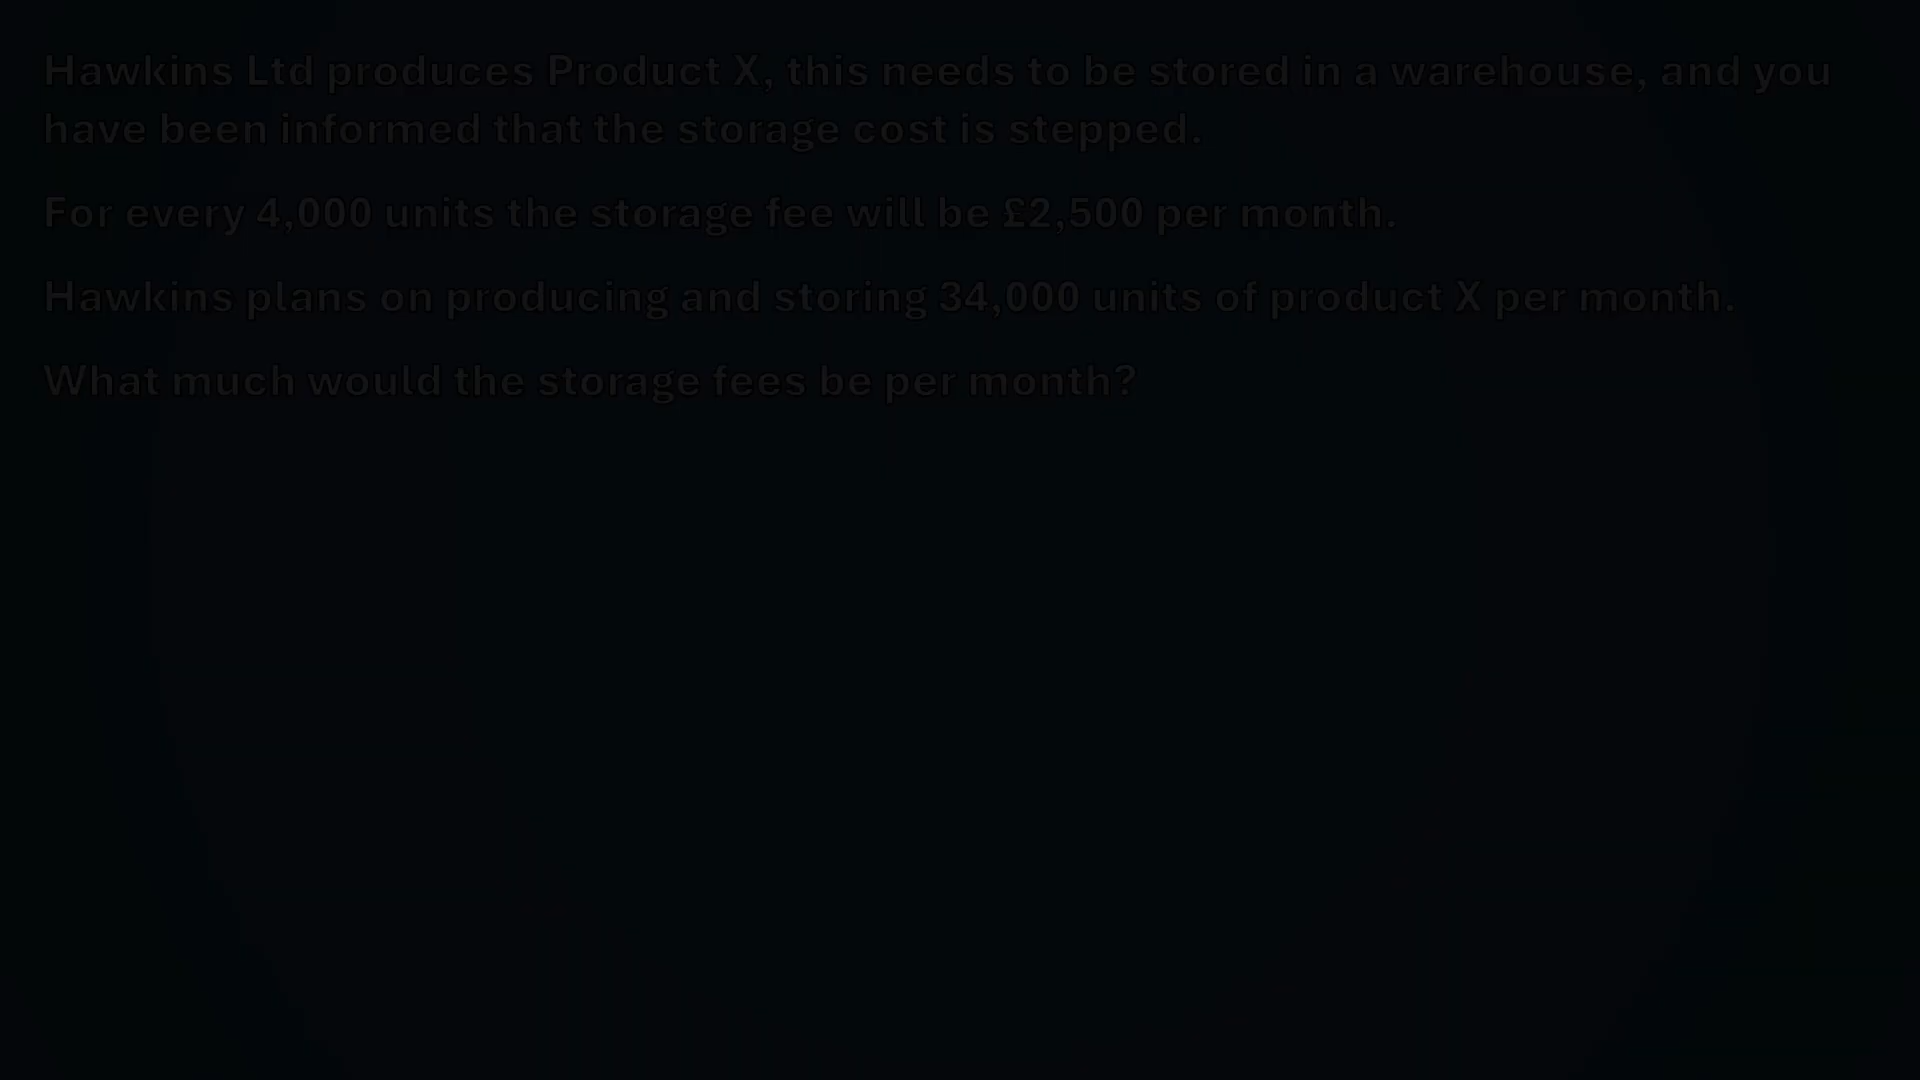 Hawkins Ltd produces Product X, this needs to be stored in a warehouse, and you
have been informed that the storage cost is stepped.
For every 4,000 units the storage fee will be £2,500 per month.
Hawkins plans on producing and storing 34,000 units of product X per month.
What much would the storage fees be per month?